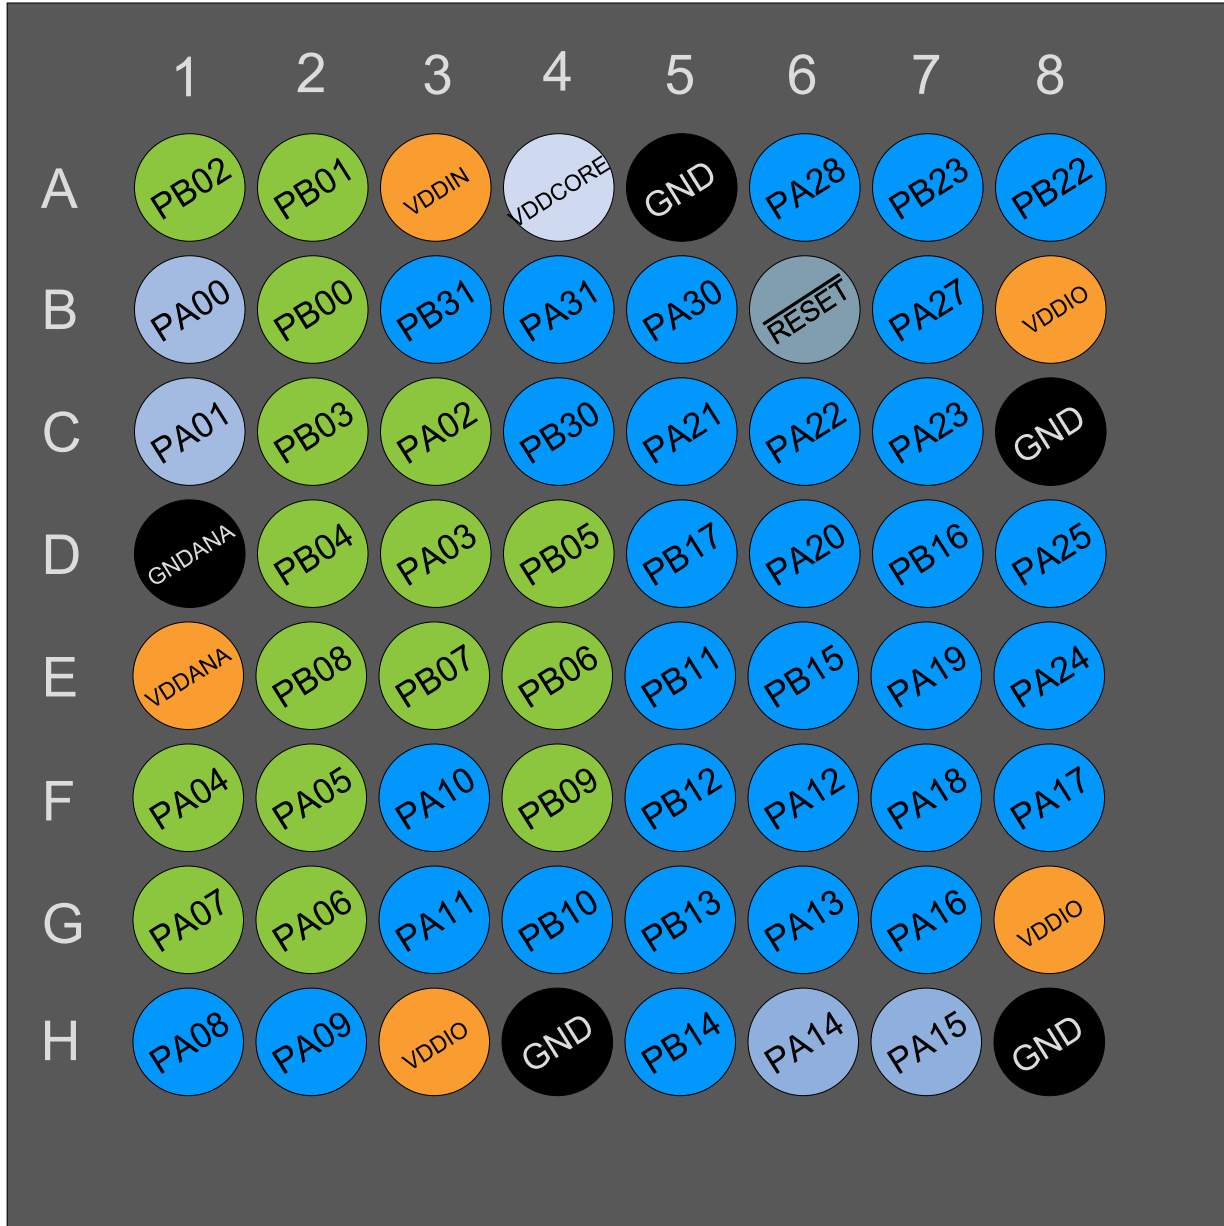 1 2 3 4 5 6 7 8
A PB02 PB01 VDDIN VDDCORE GND PA28 PB23 PB22
B PA00 PB00 PB31 PA31 PA30 RESET PA27 VDDIO
C PA01 PB03 PA02 PB30 PA21 PA22 PA23 GND
D GNDANA PB04 PA03 PB05 PB17 PA20 PB16 PA25
E VDDANA PB08 PB07 PB06 PB11 PB15 PA19 PA24
F PA04 PA05 PA10 PB09 PB12 PA12 PA18 PA17
G PA07 PA06 PA11 PB10 PB13 PA13 PA16 VDDIO
H PA08 PA09 VDDIO GND PB14 PA14 PA15 GND